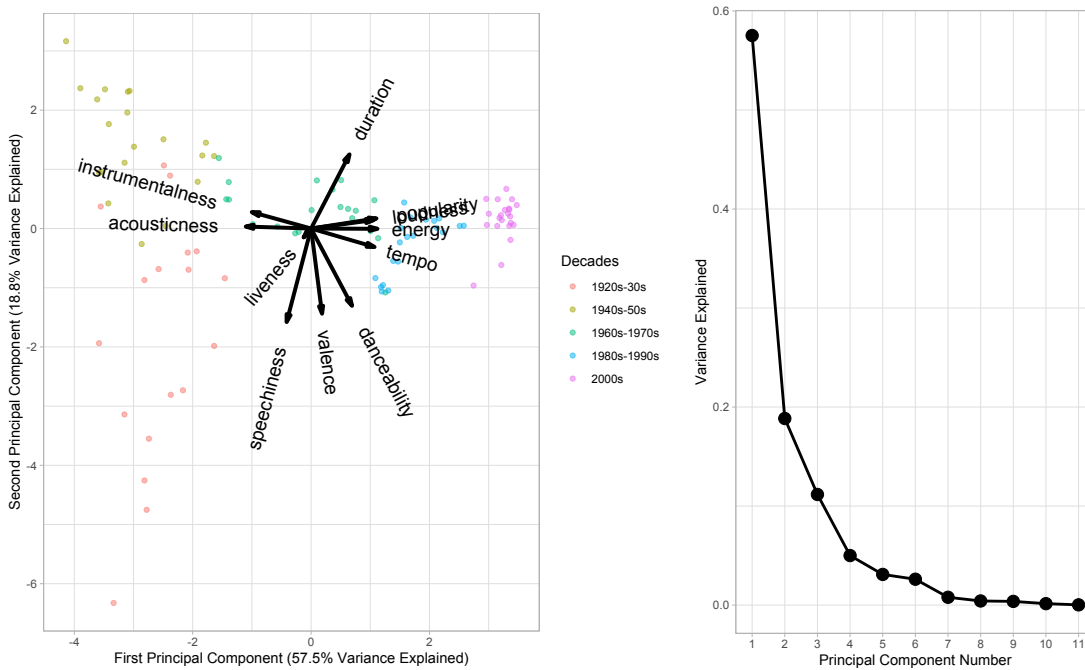 Second Principal Component (18.8% Variance Explained)
2
0
-2
-4
-6
duration
instrumentalness
acousticness
popularity
loudness
energy
tempo
liveness
speechiness
valence
danceability
-4
-2
0
2
First Principal Component (57.5% Variance Explained)
Decades
1920s-30s
1940s-50s
1960s-1970s
1980s-1990s
2000s
Variance Explained
0.6
0.4
0.2
0.0
1 2 3 4 5 6 7 8 9 10 11
Principal Component Number